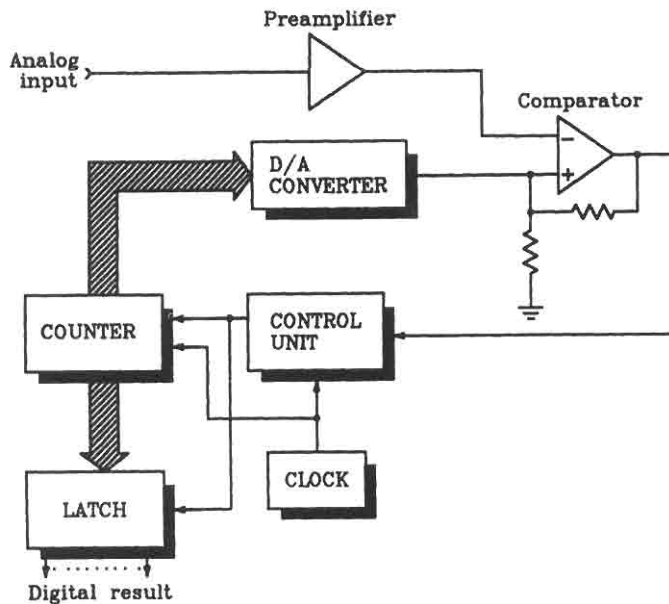 Preamplifier
Analog
input
Comparator
−
+
D/A
CONVERTER
COUNTER
CONTROL
UNIT
CLOCK
LATCH
Digital result